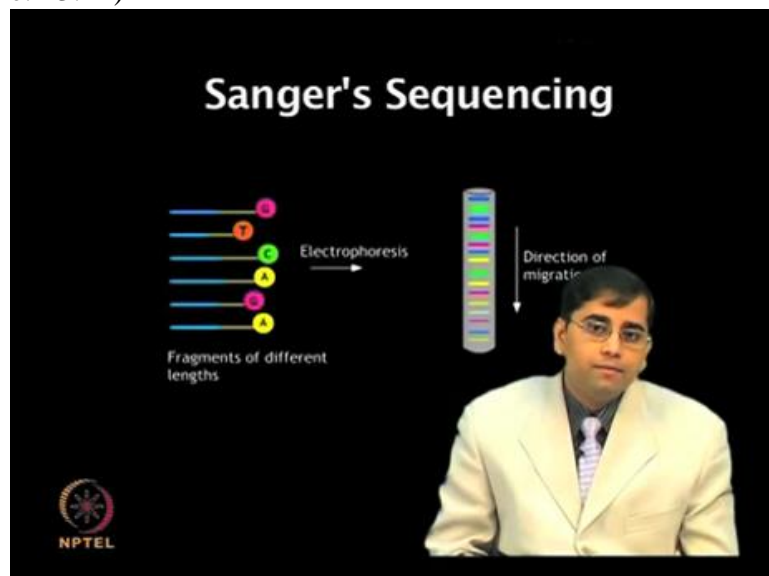 Sanger's Sequencing
G
T
C
A
G
A
Electrophoresis
Direction of
Fragments of different
lengths
NPTEL